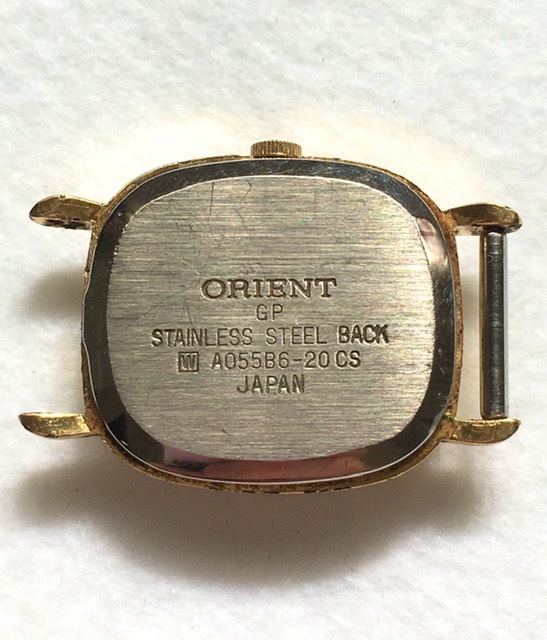 ORIENT
GP
STAINLESS STEEL BACK
W A055B6-20 CS
JAPAN